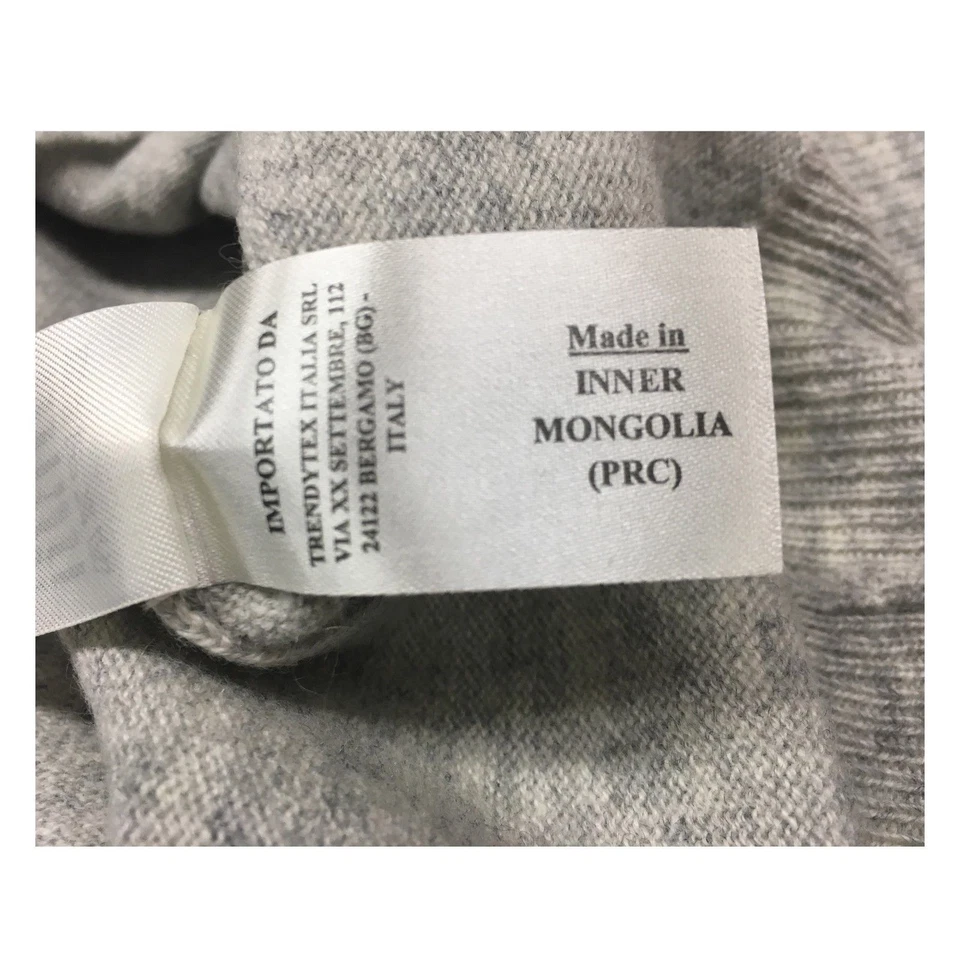 IMPORTATO DA
TRENDYTEX ITALIA SRL
VIA XX SETTEMBRE, 112
24122 BERGAMO (BG) -
ITALY
Made in
INNER
MONGOLIA
(PRC)